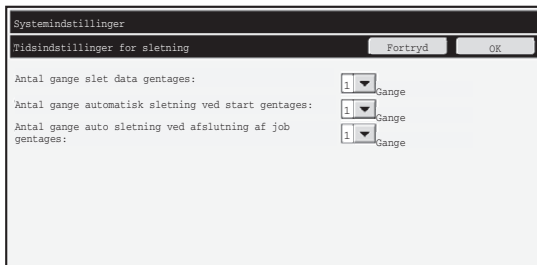 Systemindstillinger
Tidsindstillinger for sletning Fortryd OK
Antal gange slet data gentages: 1 Gange
Antal gange automatisk sletning ved start gentages: 1 Gange
Antal gange auto sletning ved afslutning af job
gentages: 1 Gange